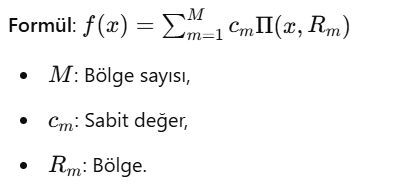 Formül: f(x) = ∑_{m=1}^{M} c_m Π(x, R_m)
• M: Bölge sayısı,
• c_m: Sabit değer,
• R_m: Bölge.